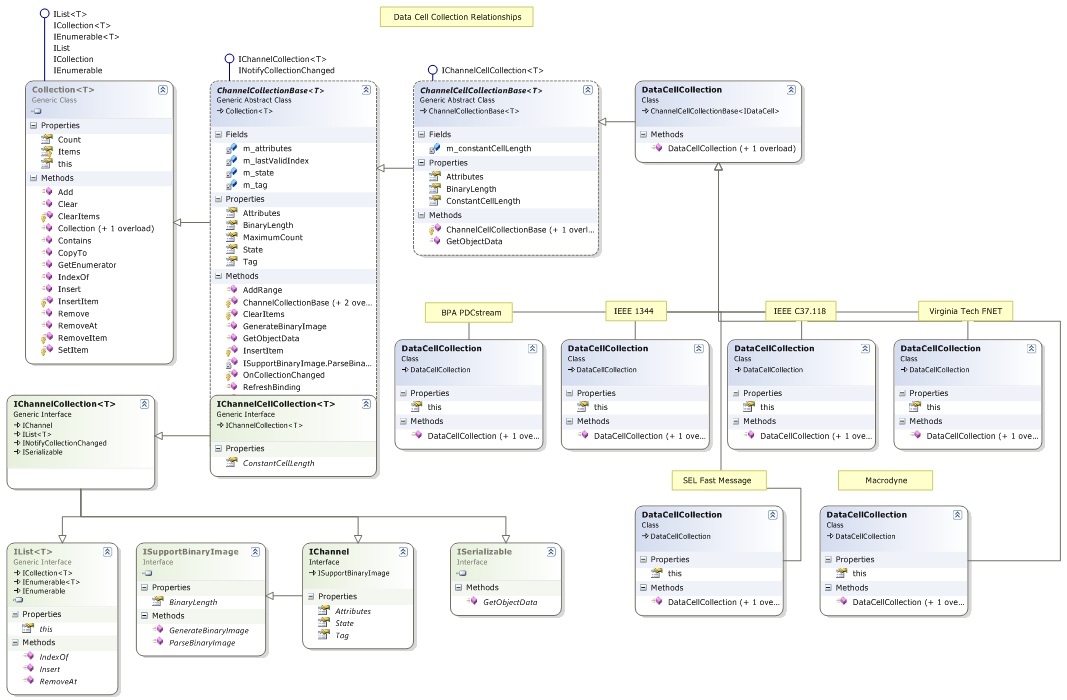 Data Cell Collection Relationships
IList<T>
ICollection<T>
IEnumerable<T>
IList
ICollection
IEnumerable
Collection<T>
Generic Class
Properties
Count
Items
this
Methods
Add
Clear
ClearItems
Collection (+ 1 overload)
Contains
CopyTo
GetEnumerator
IndexOf
Insert
InsertItem
Remove
RemoveAt
RemoveItem
SetItem
IChannelCollection<T>
INotifyCollectionChanged
ChannelCollectionBase<T>
Generic Abstract Class
Collection<T>
Fields
m_attributes
m_lastValidIndex
m_state
m_tag
Properties
Attributes
BinaryLength
MaximumCount
State
Tag
Methods
AddRange
ChannelCollectionBase (+ 2 ove...
ClearItems
GenerateBinaryImage
GetObjectData
InsertItem
ISupportBinaryImage.ParseBina...
OnCollectionChanged
RefreshBinding
IChannelCellCollection<T>
ChannelCellCollectionBase<T>
Generic Abstract Class
ChannelCollectionBase<T>
Fields
m_constantCellLength
Properties
Attributes
BinaryLength
ConstantCellLength
Methods
ChannelCellCollectionBase (+ 1 overl...
GetObjectData
DataCellCollection
Class
ChannelCellCollectionBase<IDataCell>
Methods
DataCellCollection (+ 1 overload)
BPA PDCstream
IEEE 1344
IEEE C37.118
Virginia Tech FNET
DataCellCollection
Class
DataCellCollection
Properties
this
Methods
DataCellCollection (+ 1 ove...
DataCellCollection
Class
DataCellCollection
Properties
this
Methods
DataCellCollection (+ 1 ove...
DataCellCollection
Class
DataCellCollection
Properties
this
Methods
DataCellCollection (+ 1 ove...
DataCellCollection
Class
DataCellCollection
Properties
this
Methods
DataCellCollection (+ 1 ove...
IChannelCollection<T>
Generic Interface
IChannel
IList<T>
INotifyCollectionChanged
ISerializable
IChannelCellCollection<T>
Generic Interface
IChannelCollection<T>
Properties
ConstantCellLength
SEL Fast Message
Macrodyne
DataCellCollection
Class
DataCellCollection
Properties
this
Methods
DataCellCollection (+ 1 ove...
DataCellCollection
Class
DataCellCollection
Properties
this
Methods
DataCellCollection (+ 1 ove...
IList<T>
Generic Interface
ICollection<T>
IEnumerable<T>
IEnumerable
Properties
this
Methods
IndexOf
Insert
RemoveAt
ISupportBinaryImage
Interface
Properties
BinaryLength
Methods
GenerateBinaryImage
ParseBinaryImage
IChannel
Interface
ISupportBinaryImage
Properties
Attributes
State
Tag
ISerializable
Interface
Methods
GetObjectData